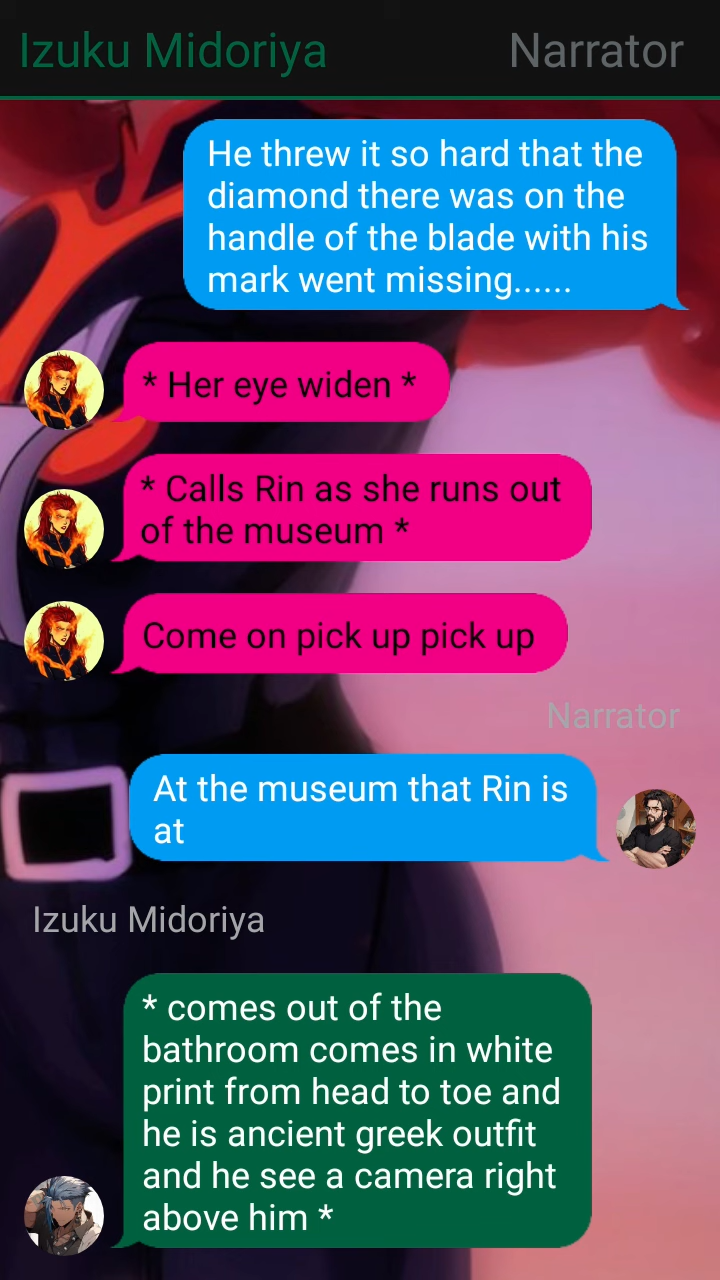 Izuku Midoriya Narrator
He threw it so hard that the
diamond there was on the
handle of the blade with his
mark went missing......
* Her eye widen *
* Calls Rin as she runs out
of the museum *
Come on pick up pick up
Narrator
At the museum that Rin is
at
Izuku Midoriya
* comes out of the
bathroom comes in white
print from head to toe and
he is ancient greek outfit
and he see a camera right
above him *